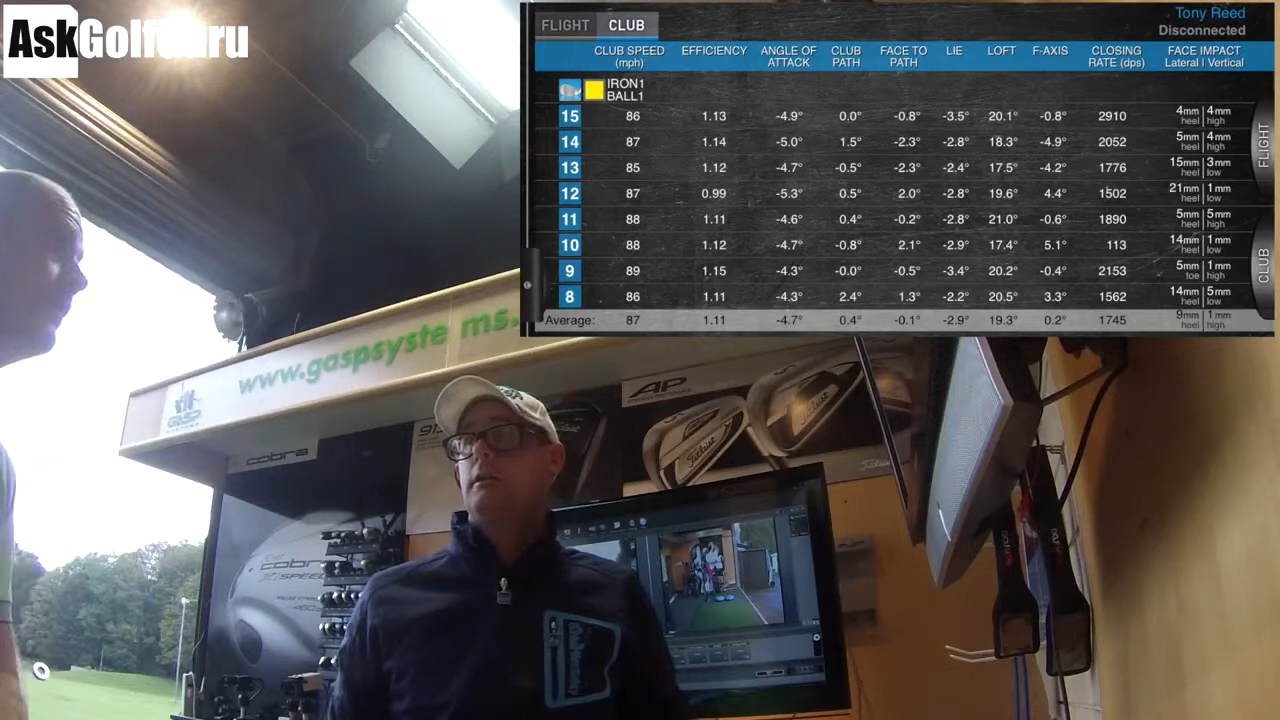 AskGolfGuru
Tony Reed
Disconnected
FLIGHT CLUB
CLUB SPEED (mph) EFFICIENCY ANGLE OF ATTACK CLUB PATH FACE TO PATH LIE LOFT F-AXIS CLOSING RATE (dps) FACE IMPACT Lateral | Vertical
IRON1
BALL1
15 86 1.13 -4.9° 0.0° -0.8° -3.5° 20.1° -0.8° 2910 4mm heel | 4mm high
14 87 1.14 -5.0° 1.5° -2.3° -2.8° 18.3° -4.9° 2052 5mm heel | 4mm high
13 85 1.12 -4.7° 0.5° -2.3° -2.4° 17.5° -4.2° 1776 15mm heel | 3mm low
12 87 0.99 -5.3° 0.5° 2.0° -2.8° 19.6° 4.4° 1502 21mm heel | 1mm low
11 88 1.11 -4.6° 0.4° -0.2° -2.8° 21.0° -0.6° 1890 5mm heel | 5mm high
10 88 1.12 -4.7° -0.8° 2.1° -2.9° 17.4° 5.1° 113 14mm heel | 1mm low
9 89 1.15 -4.3° -0.0° -0.5° -3.4° 20.2° -0.4° 2153 5mm toe | 1mm high
8 86 1.11 -4.3° 2.4° 1.3° -2.2° 20.5° 3.3° 1562 14mm heel | 5mm low
Average: 87 1.11 -4.7° 0.4° -0.1° -2.9° 19.3° 0.2° 1745 9mm heel | 1mm high
FLIGHT
CLUB
www.gaspsyste ms.
GASP
SYSTEMS
AP
Titleist
Titleist
Titleist
cobra
cobra